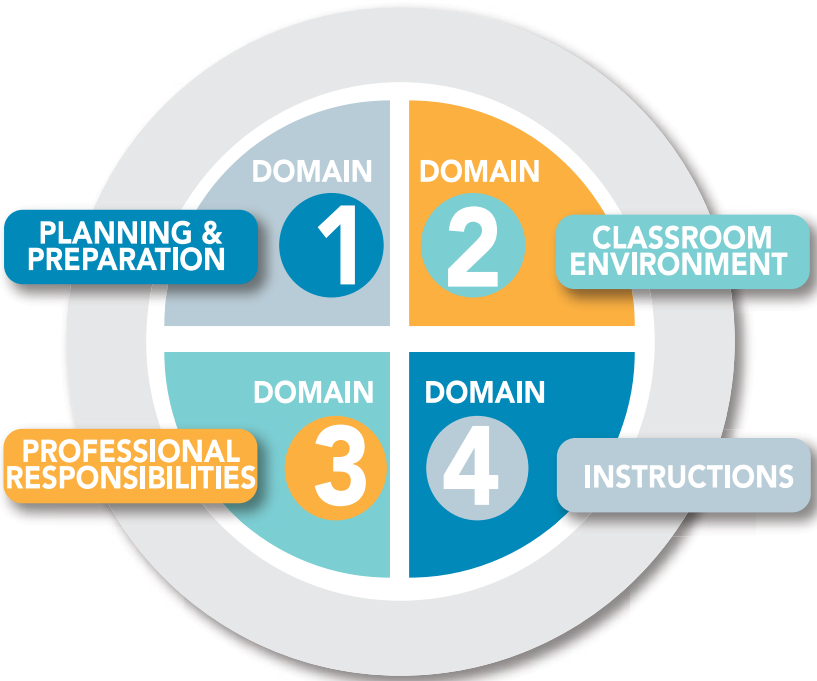 DOMAIN
1
PLANNING &
PREPARATION
DOMAIN
2
CLASSROOM
ENVIRONMENT
DOMAIN
3
PROFESSIONAL
RESPONSIBILITIES
DOMAIN
4
INSTRUCTIONS